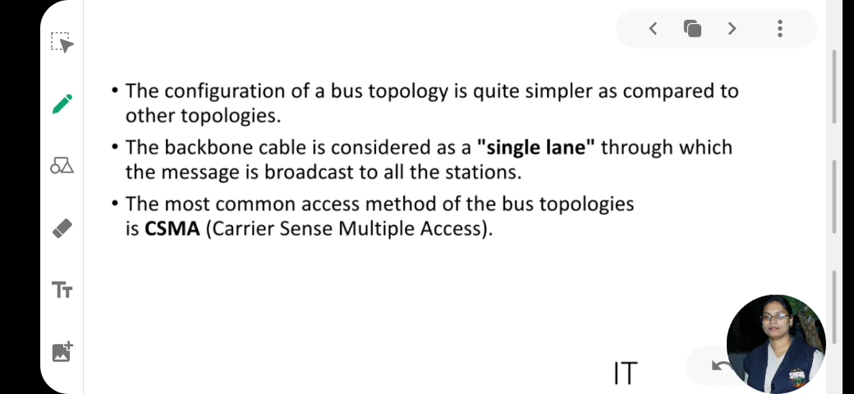 • The configuration of a bus topology is quite simpler as compared to
other topologies.
• The backbone cable is considered as a "single lane" through which
the message is broadcast to all the stations.
• The most common access method of the bus topologies
is CSMA (Carrier Sense Multiple Access).
TT
IT